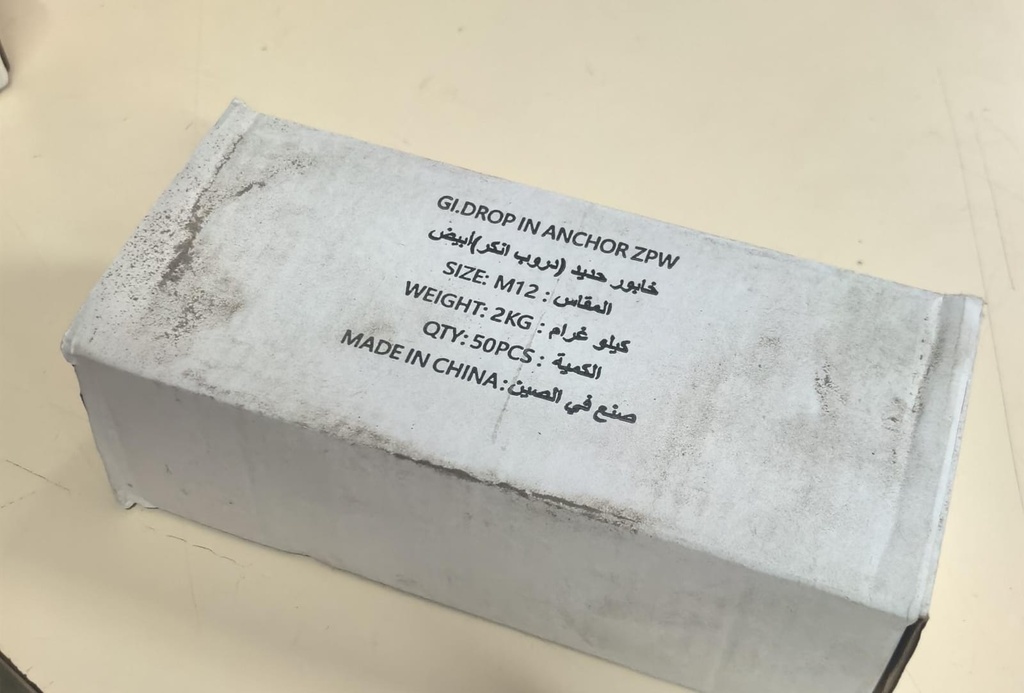 GI.DROP IN ANCHOR ZPW
خابور حديد (دروب انكر)ابيض
SIZE: M12 : المقاس
WEIGHT: 2KG : كيلو غرام
QTY: 50PCS : الكمية
MADE IN CHINA : صنع في الصين